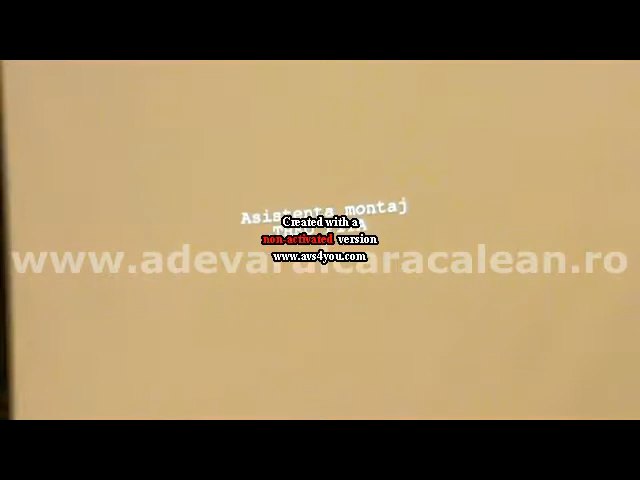 Asistenta montaj
Created with a
non-activated version
www.avs4you.com
www.adevarulcaracalean.ro